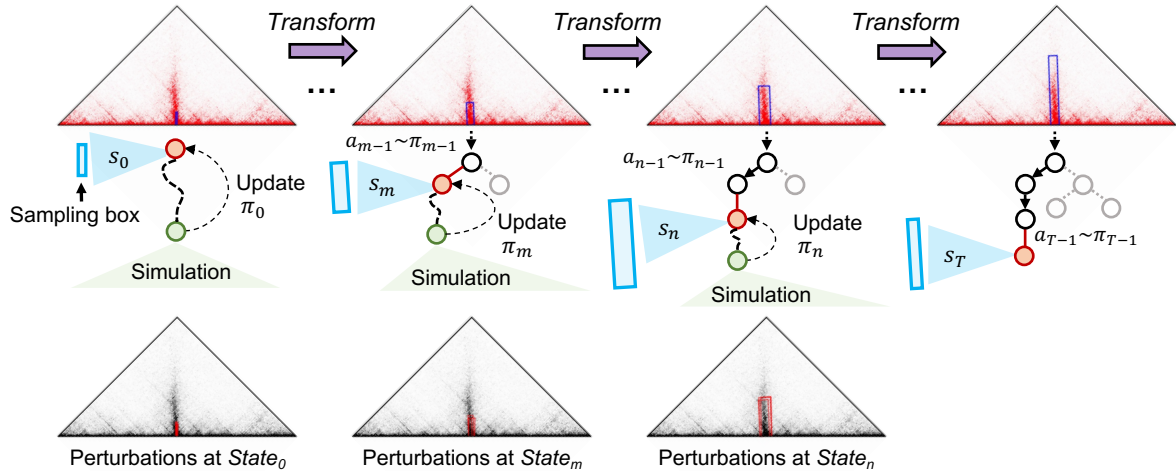 Transform
Transform
Transform
...
...
...
s_0
Sampling box
Update
π_0
Simulation
a_{m-1}~π_{m-1}
s_m
Update
π_m
Simulation
a_{n-1}~π_{n-1}
s_n
Update
π_n
Simulation
a_{T-1}~π_{T-1}
s_T
Perturbations at State_0
Perturbations at State_m
Perturbations at State_n